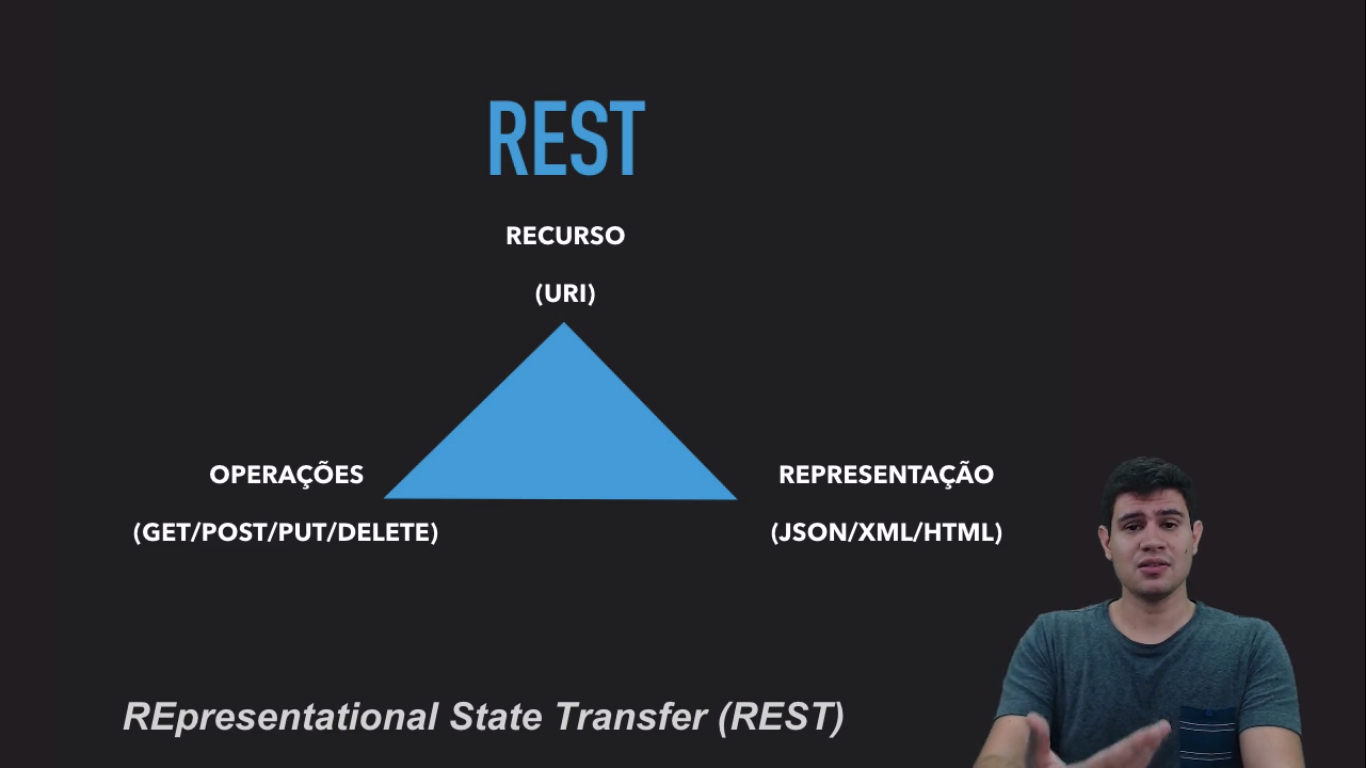 REST
RECURSO
(URI)
OPERAÇÕES
(GET/POST/PUT/DELETE)
REPRESENTAÇÃO
(JSON/XML/HTML)
REpresentational State Transfer (REST)